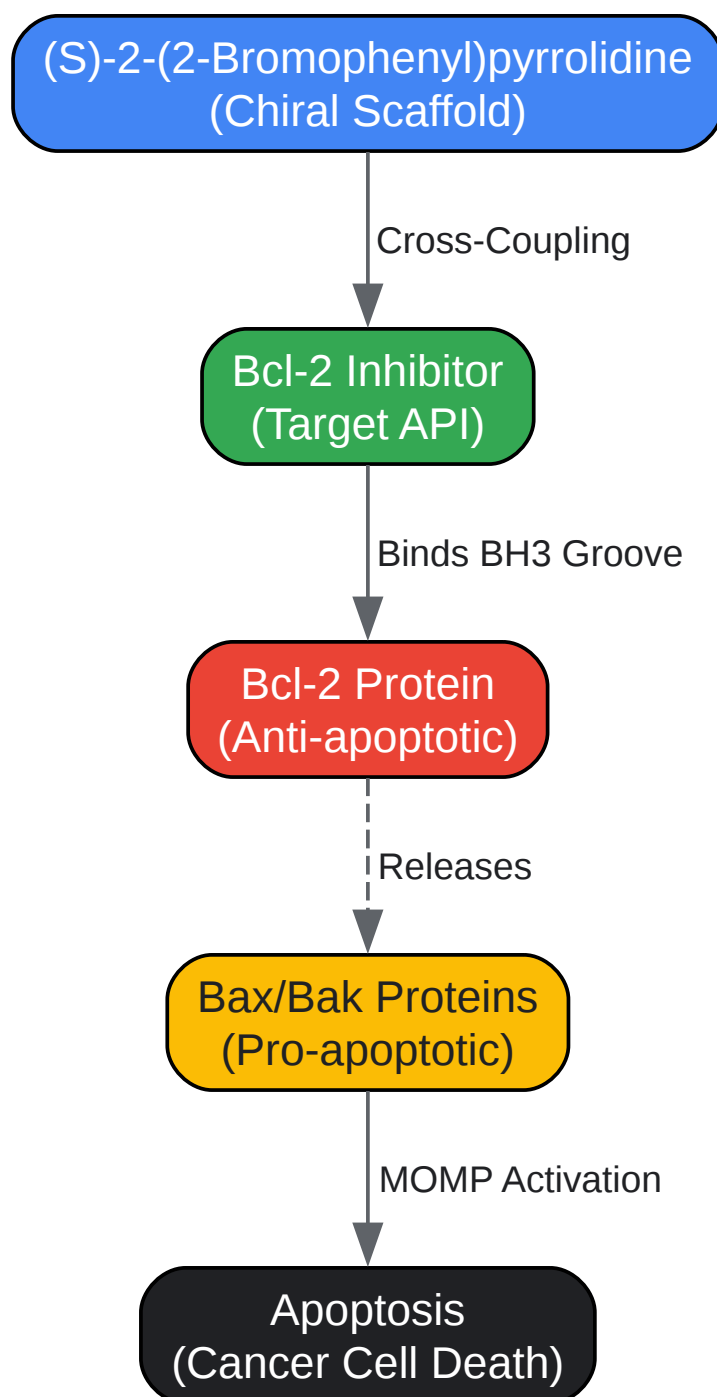 (S)-2-(2-Bromophenyl)pyrrolidine
(Chiral Scaffold)
Cross-Coupling
Bcl-2 Inhibitor
(Target API)
Binds BH3 Groove
Bcl-2 Protein
(Anti-apoptotic)
Releases
Bax/Bak Proteins
(Pro-apoptotic)
MOMP Activation
Apoptosis
(Cancer Cell Death)